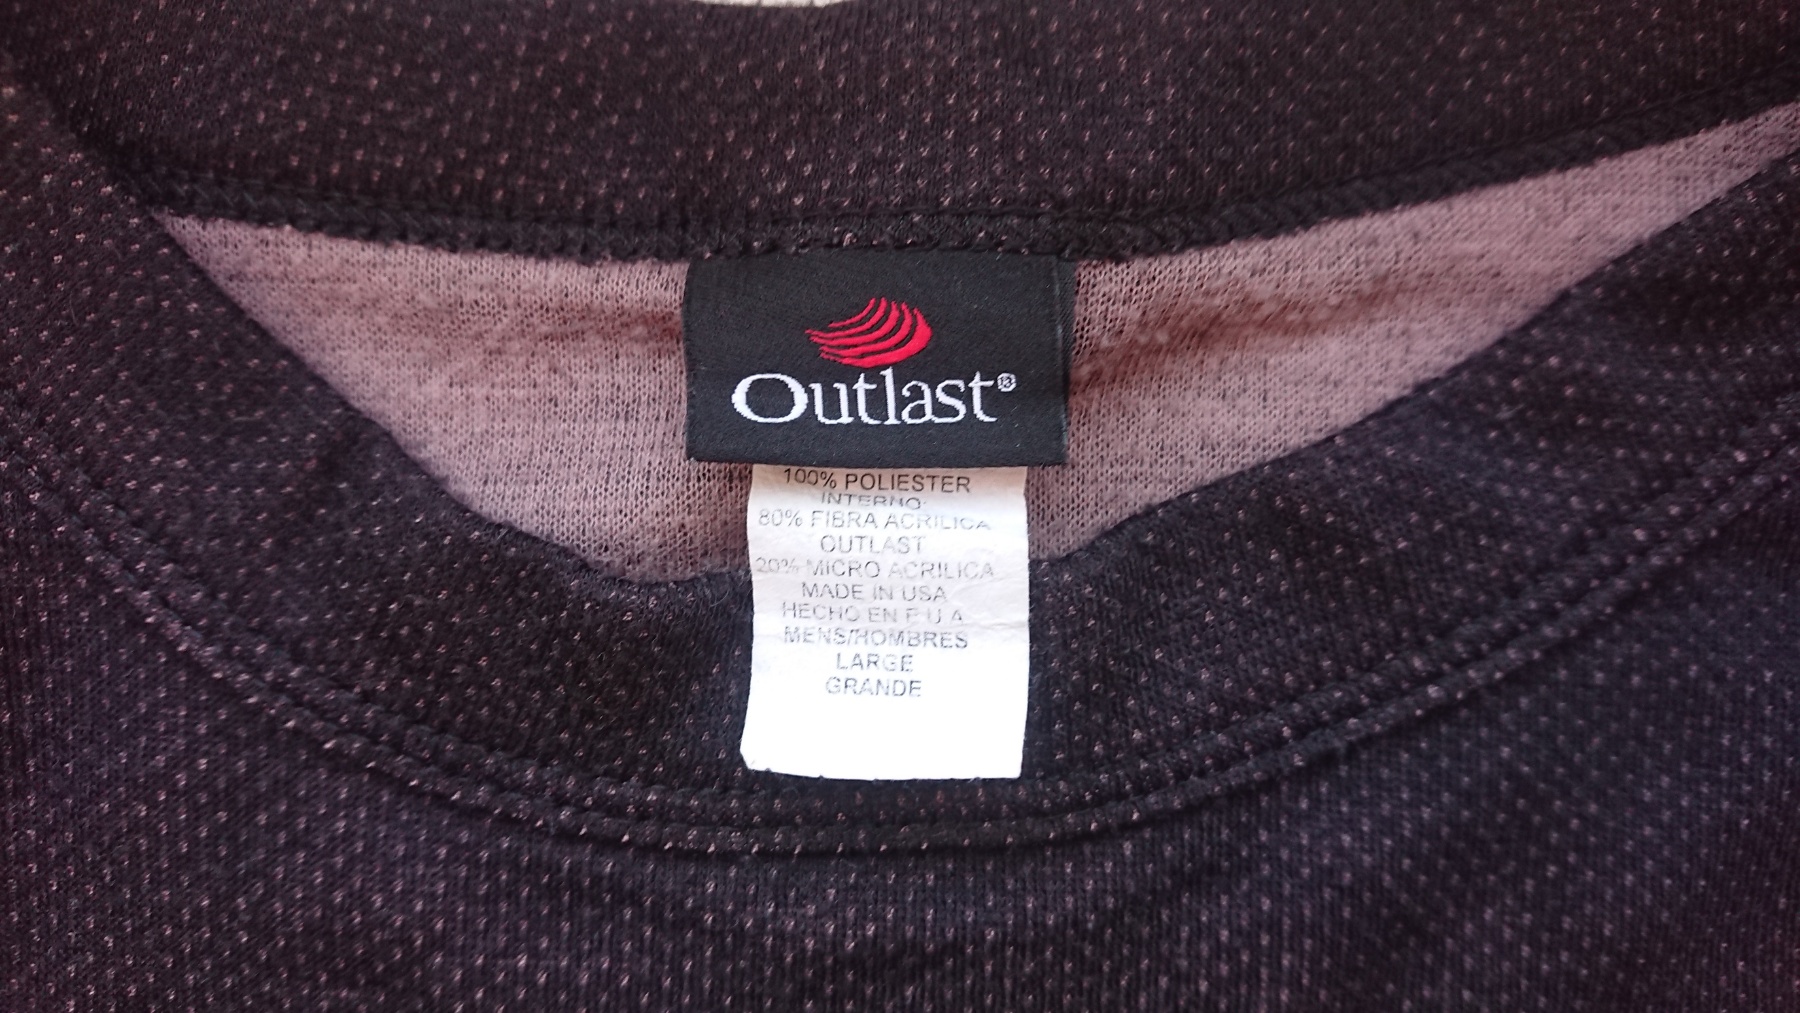 Outlast®
100% POLIESTER
INTERNO:
80% FIBRA ACRILICA
OUTLAST
20% MICRO ACRILICA
MADE IN USA
HECHO EN E U A
MENS/HOMBRES
LARGE
GRANDE